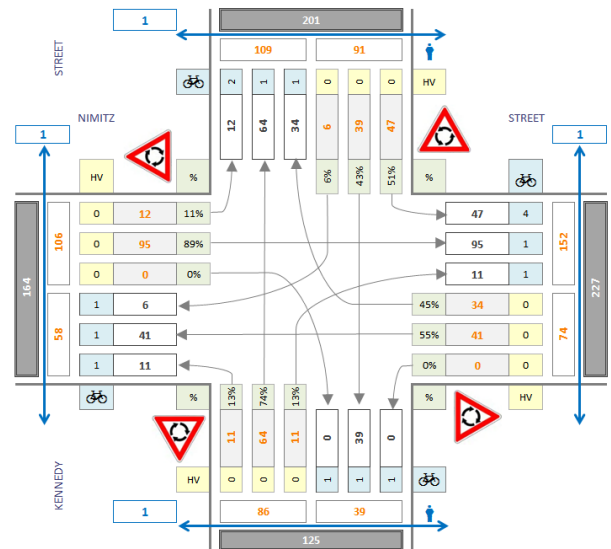 201
1
109 91
STREET
2 1 1 0 0 0 HV
12 64 34 6 39 47
NIMITZ STREET
1 1
HV % 6% 43% 51% %
0 12 11% 47 4
106 0 95 89% 95 1 152
0 0 0% 11 1
164 227
1 6 45% 34 0
58 1 41 55% 41 0 74
1 11 0% 0 0
% 13% 74% 13% % HV
11 64 11 0 39 0
HV 0 0 0 1 1 1
KENNEDY
1 86 39
125